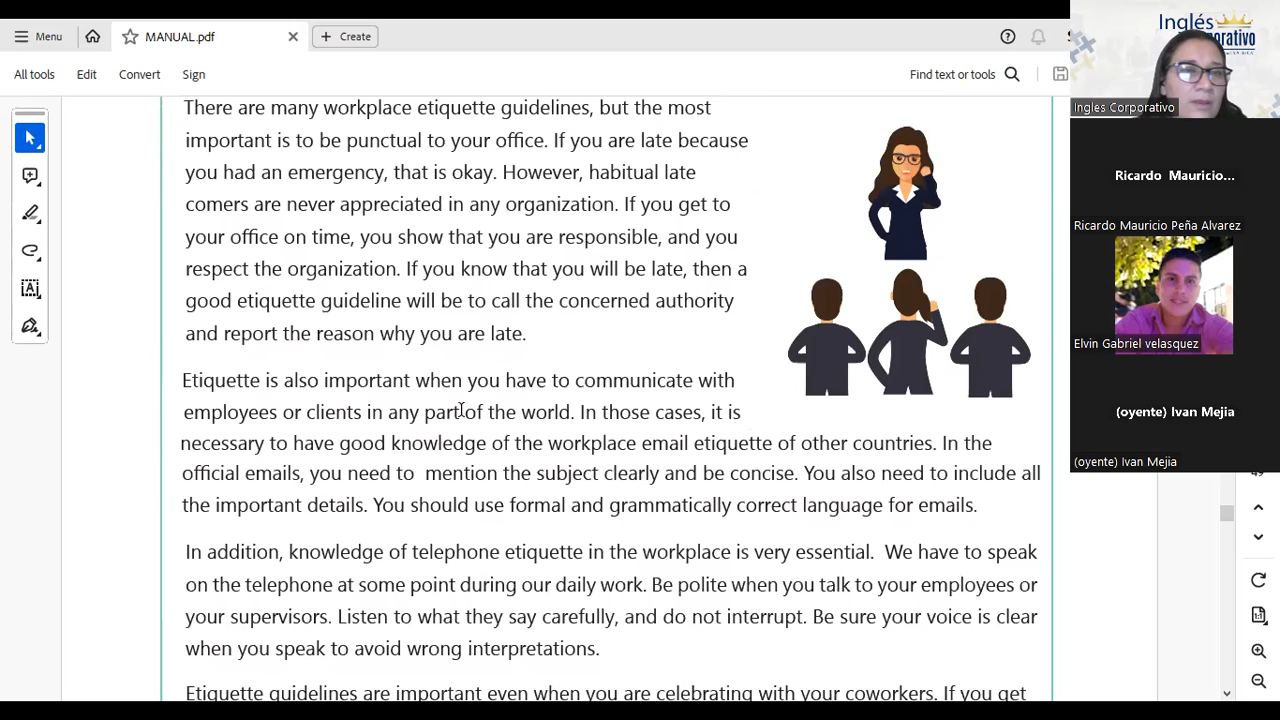 Menu
MANUAL.pdf
Create
All tools
Edit
Convert
Sign
Find text or tools
There are many workplace etiquette guidelines, but the most
important is to be punctual to your office. If you are late because
you had an emergency, that is okay. However, habitual late
comers are never appreciated in any organization. If you get to
your office on time, you show that you are responsible, and you
respect the organization. If you know that you will be late, then a
good etiquette guideline will be to call the concerned authority
and report the reason why you are late.
Etiquette is also important when you have to communicate with
employees or clients in any part of the world. In those cases, it is
necessary to have good knowledge of the workplace email etiquette of other countries. In the
official emails, you need to mention the subject clearly and be concise. You also need to include all
the important details. You should use formal and grammatically correct language for emails.
In addition, knowledge of telephone etiquette in the workplace is very essential. We have to speak
on the telephone at some point during our daily work. Be polite when you talk to your employees or
your supervisors. Listen to what they say carefully, and do not interrupt. Be sure your voice is clear
when you speak to avoid wrong interpretations.
Etiquette guidelines are important even when you are celebrating with your coworkers. If you get
Inglés
Ingles Corporativo
Ricardo Mauricio...
Ricardo Mauricio Peña Alvarez
Elvin Gabriel velasquez
(oyente) Ivan Mejia
(oyente) Ivan Mejia